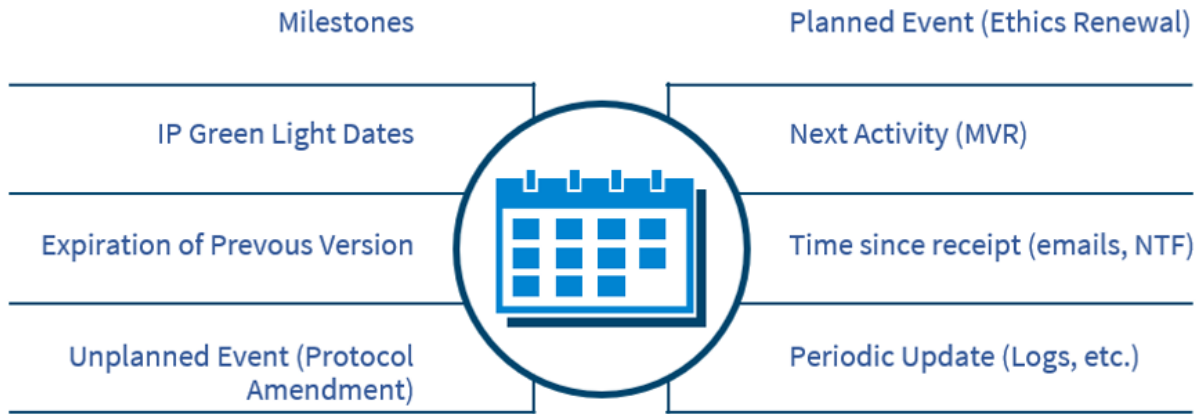 Milestones
IP Green Light Dates
Expiration of Prevous Version
Unplanned Event (Protocol
Amendment)
Planned Event (Ethics Renewal)
Next Activity (MVR)
Time since receipt (emails, NTF)
Periodic Update (Logs, etc.)